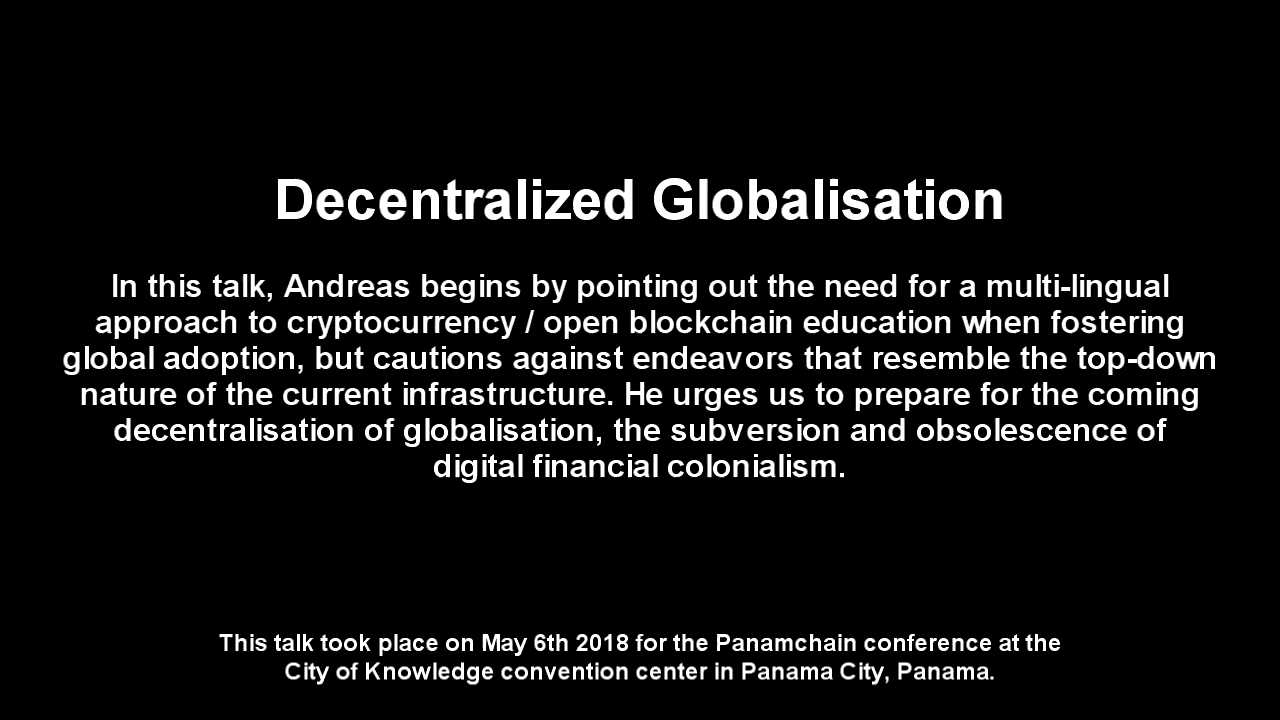 Decentralized Globalisation
In this talk, Andreas begins by pointing out the need for a multi-lingual
approach to cryptocurrency / open blockchain education when fostering
global adoption, but cautions against endeavors that resemble the top-down
nature of the current infrastructure. He urges us to prepare for the coming
decentralisation of globalisation, the subversion and obsolescence of
digital financial colonialism.
This talk took place on May 6th 2018 for the Panamchain conference at the
City of Knowledge convention center in Panama City, Panama.